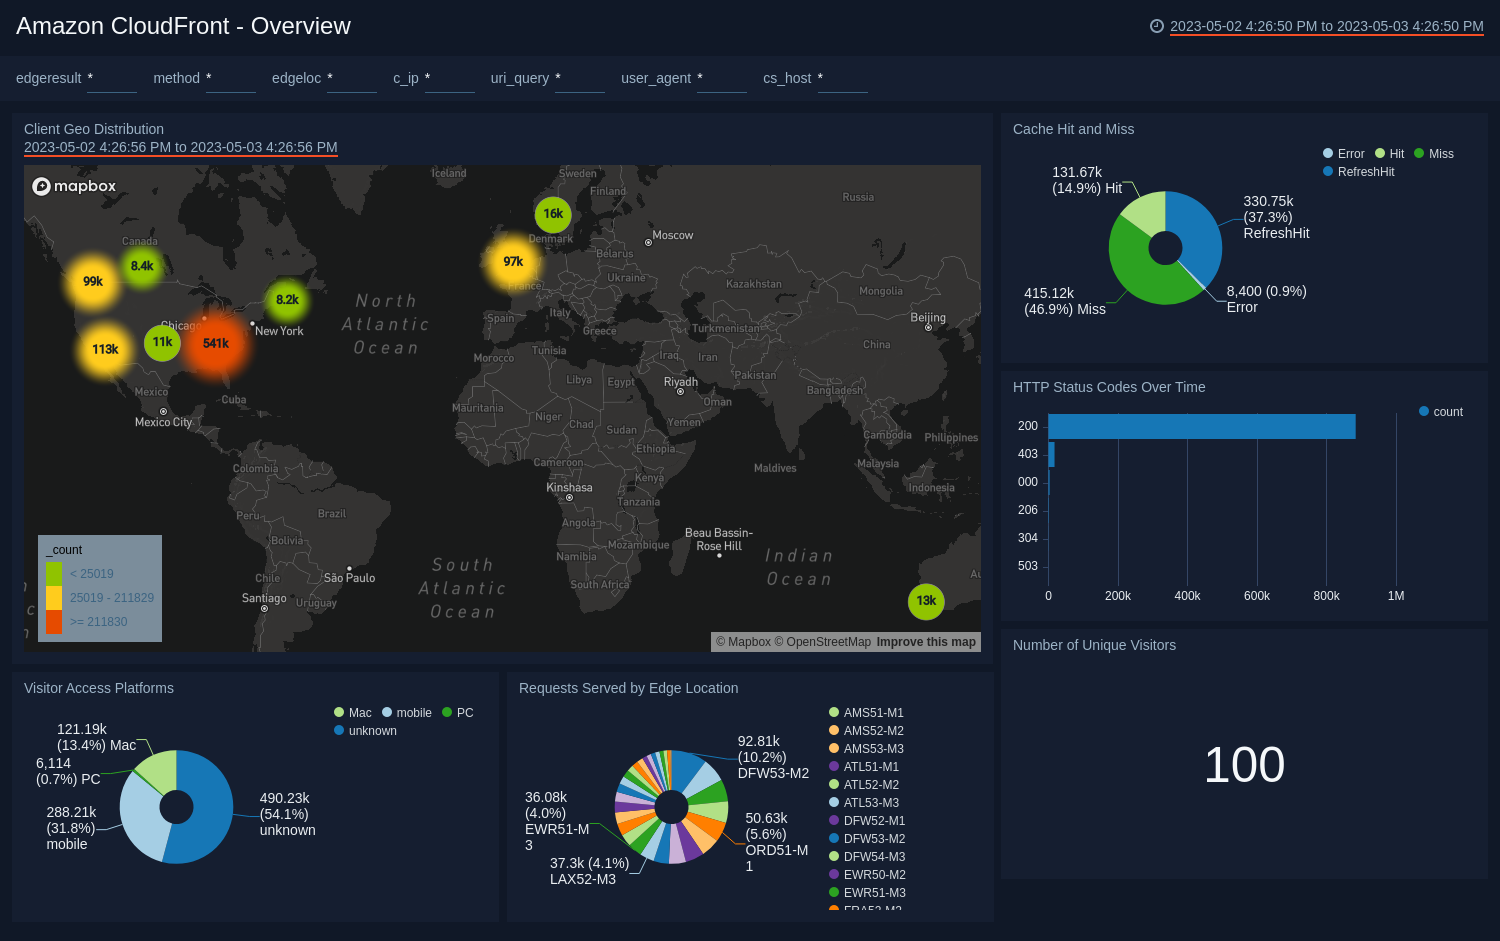 Amazon CloudFront - Overview
2023-05-02 4:26:50 PM to 2023-05-03 4:26:50 PM
edgeresult *
method *
edgeloc *
c_ip *
uri_query *
user_agent *
cs_host *
Client Geo Distribution
2023-05-02 4:26:56 PM to 2023-05-03 4:26:56 PM
mapbox
Iceland
Sweden
Finland
Russia
16k
Denmark
Moscow
Canada
Belarus
8.4k
99k
97k
Ukraine
France
Kazakhstan
Mongolia
8.2k
North
Atlantic
Ocean
Spain
Italy
Greece
Turkmenistan
Beijing
Chicago
New York
11k
541k
113k
China
Morocco
Tunisia
Iraq
Iran
Pakistan
Mexico
Cuba
Libya
Egypt
Riyadh
Bangladesh
Oman
Mexico City
Mauritania
Niger
Chad
Sudan
Yemen
Cambodia
Philippines
Ethiopia
Colombia
Cameroon
Maldives
Malaysia
Kenya
Kinshasa
Indonesia
Tanzania
Peru
Brazil
Angola
Bolivia
Beau Bassin-
Rose Hill
Mozambique
Namibia
Indian
Ocean
South
Atlantic
Ocean
Chile
São Paulo
South Africa
Au
Santiago
Uruguay
13k
_count
< 25019
25019 - 211829
>= 211830
© Mapbox © OpenStreetMap Improve this map
Cache Hit and Miss
Error
Hit
Miss
RefreshHit
131.67k
(14.9%) Hit
330.75k
(37.3%)
RefreshHit
415.12k
(46.9%) Miss
8,400 (0.9%)
Error
HTTP Status Codes Over Time
count
200
403
000
206
304
503
0
200k
400k
600k
800k
1M
Number of Unique Visitors
100
Visitor Access Platforms
Mac
mobile
PC
unknown
121.19k
(13.4%) Mac
6,114
(0.7%) PC
288.21k
(31.8%)
mobile
490.23k
(54.1%)
unknown
Requests Served by Edge Location
92.81k
(10.2%)
DFW53-M2
36.08k
(4.0%)
EWR51-M
3
50.63k
(5.6%)
ORD51-M
1
37.3k (4.1%)
LAX52-M3
AMS51-M1
AMS52-M2
AMS53-M3
ATL51-M1
ATL52-M2
ATL53-M3
DFW52-M1
DFW53-M2
DFW54-M3
EWR50-M2
EWR51-M3